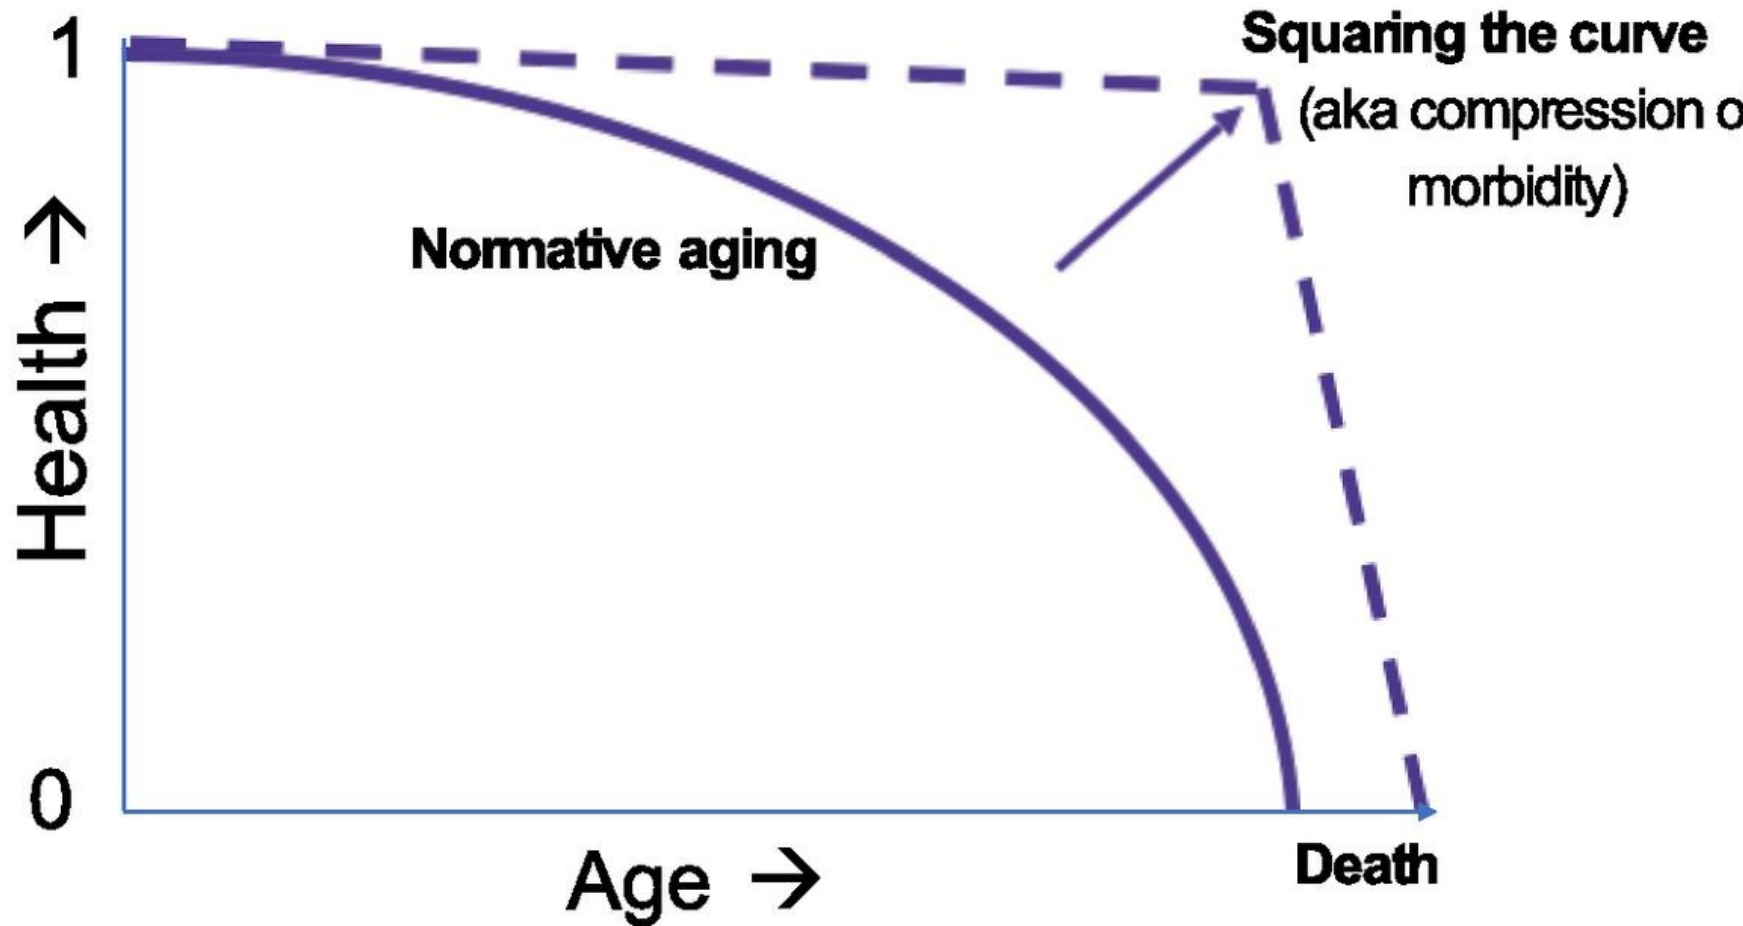 1
Squaring the curve
(aka compression o
morbidity)
Normative aging
Health →
0
Age →
Death